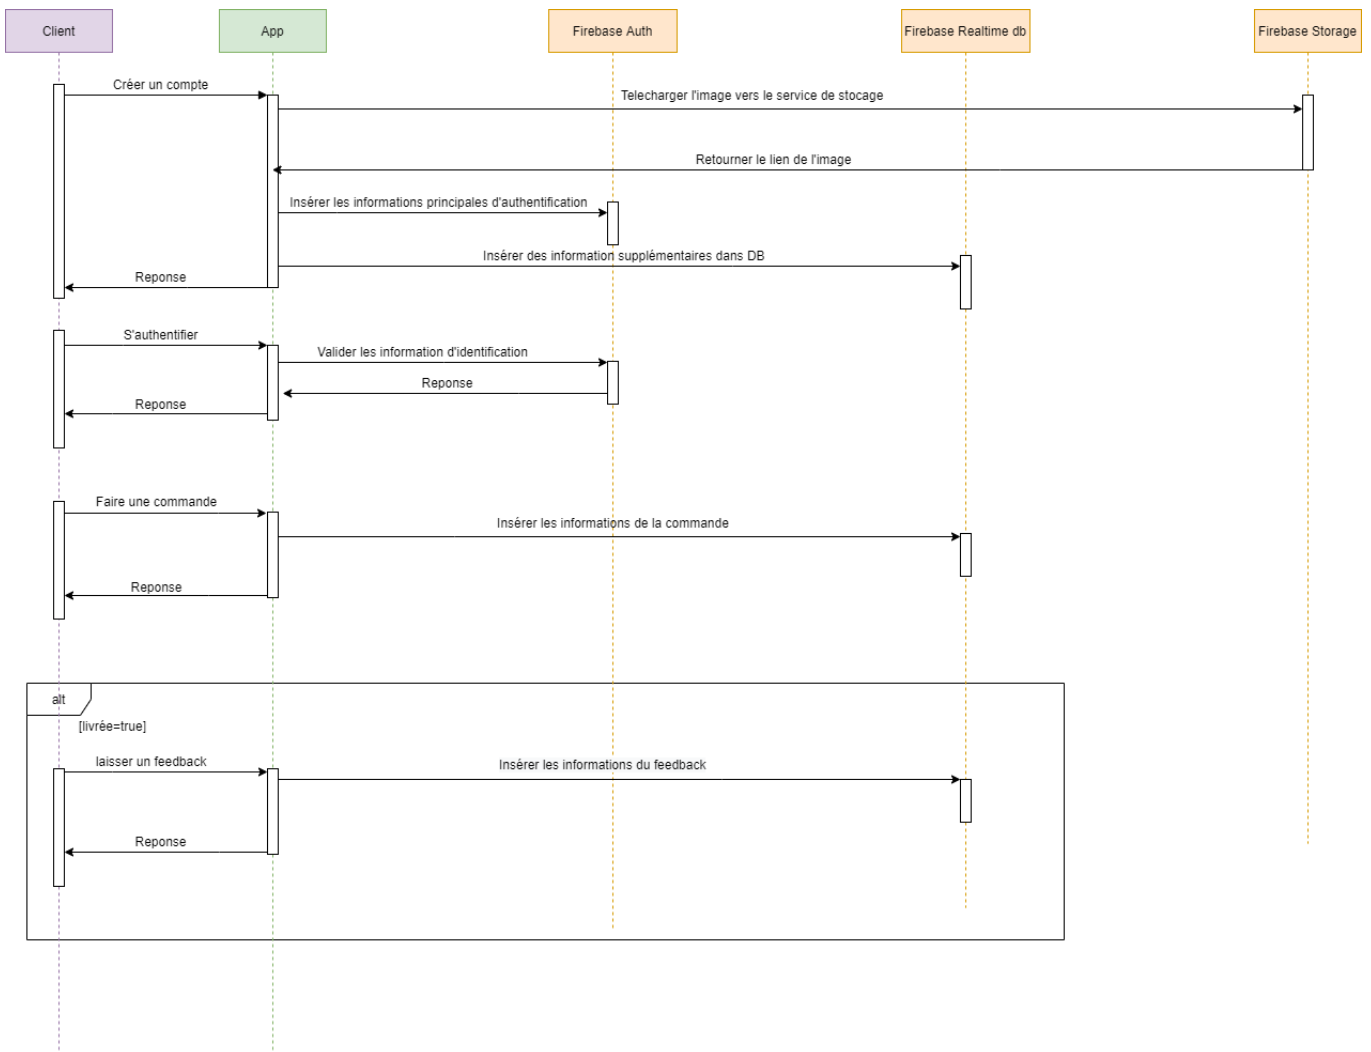 Client
App
Firebase Auth
Firebase Realtime db
Firebase Storage
Créer un compte
Telecharger l'image vers le service de stocage
Retourner le lien de l'image
Insérer les informations principales d'authentification
Insérer des information supplémentaires dans DB
Reponse
S'authentifier
Valider les information d'identification
Reponse
Reponse
Faire une commande
Insérer les informations de la commande
Reponse
alt
[livrée=true]
laisser un feedback
Insérer les informations du feedback
Reponse